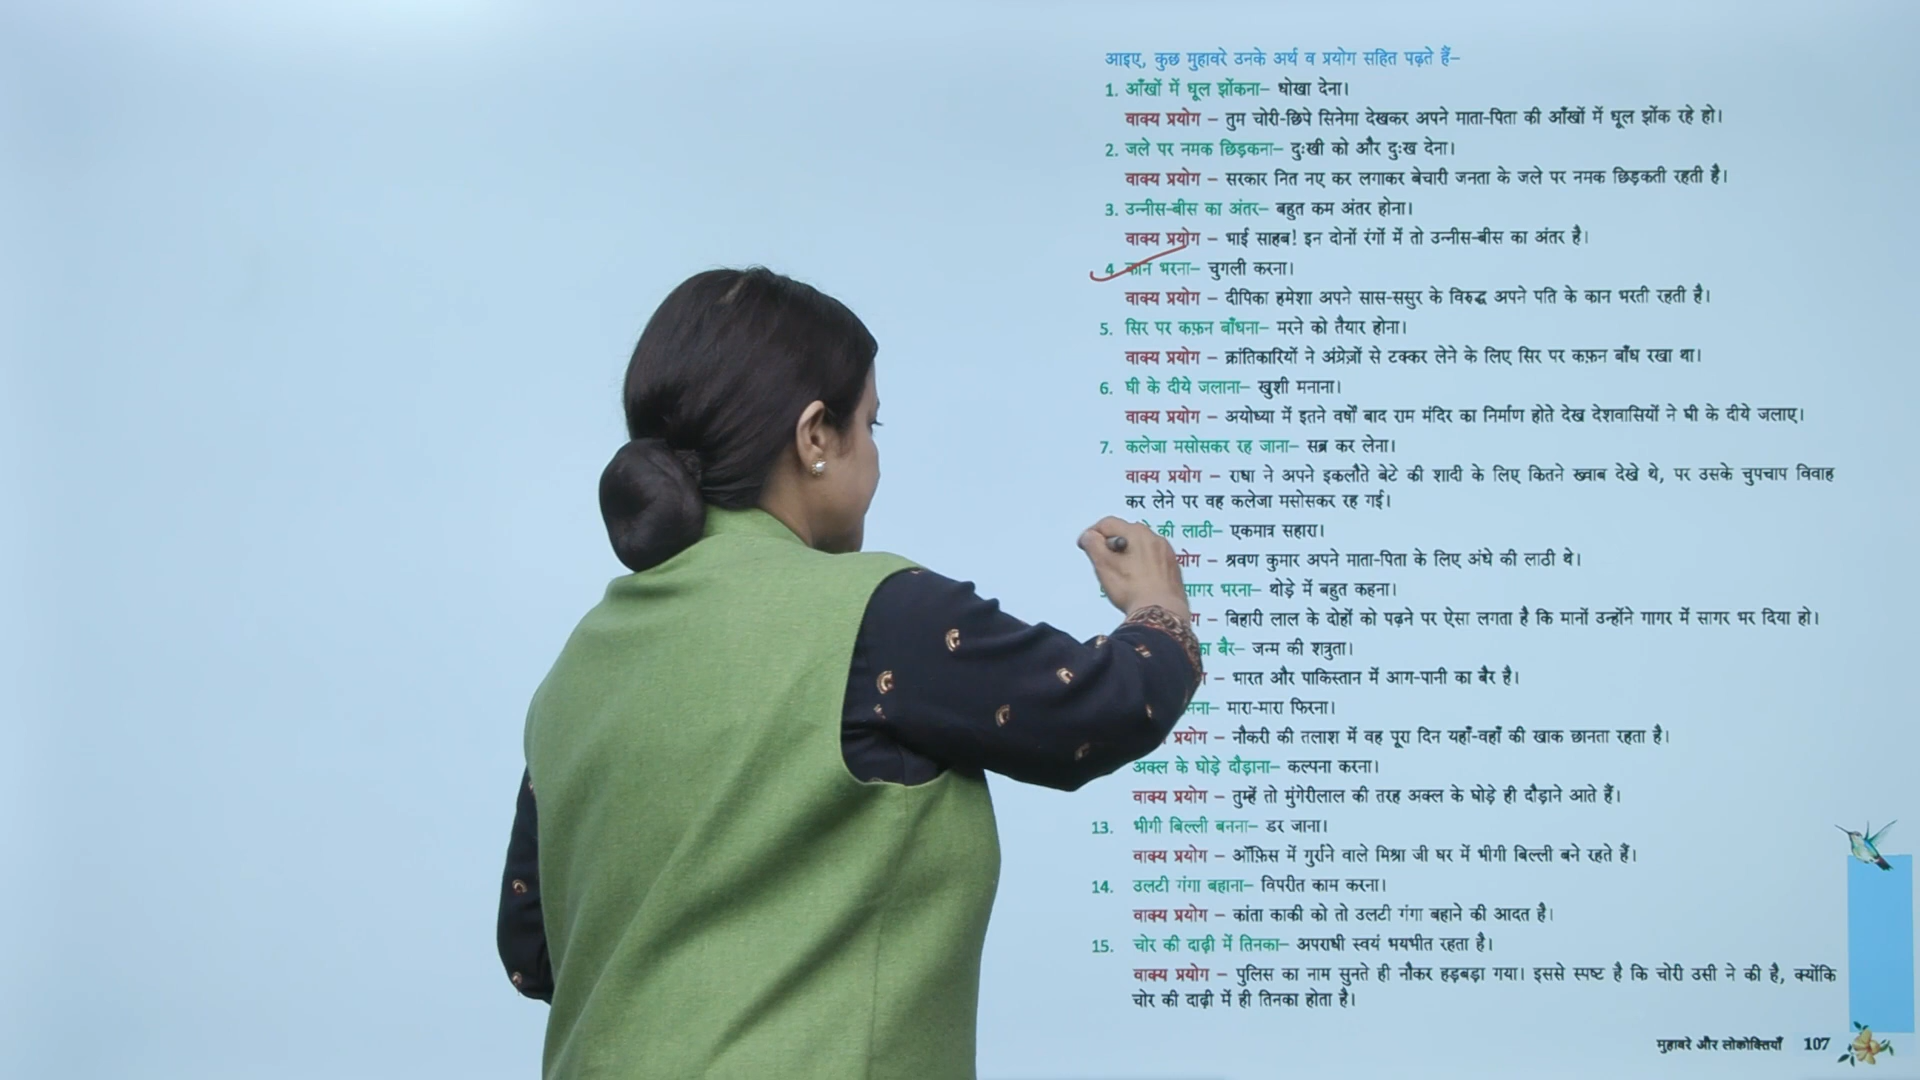 आइए, कुछ मुहावरे उनके अर्थ व प्रयोग सहित पढ़ते हैं–
1. आँखों में धूल झोंकना– धोखा देना।
वाक्य प्रयोग – तुम चोरी-छिपे सिनेमा देखकर अपने माता-पिता की आँखों में धूल झोंक रहे हो।
2. जले पर नमक छिड़कना– दुःखी को और दुःख देना।
वाक्य प्रयोग – सरकार नित नए कर लगाकर बेचारी जनता के जले पर नमक छिड़कती रहती है।
3. उन्नीस-बीस का अंतर– बहुत कम अंतर होना।
वाक्य प्रयोग – भाई साहब! इन दोनों रंगों में तो उन्नीस-बीस का अंतर है।
4. कान भरना– चुगली करना।
वाक्य प्रयोग – दीपिका हमेशा अपने सास-ससुर के विरुद्ध अपने पति के कान भरती रहती है।
5. सिर पर कफ़न बाँधना– मरने को तैयार होना।
वाक्य प्रयोग – क्रांतिकारियों ने अंग्रेज़ों से टक्कर लेने के लिए सिर पर कफ़न बाँध रखा था।
6. घी के दीये जलाना– खुशी मनाना।
वाक्य प्रयोग – अयोध्या में इतने वर्षों बाद राम मंदिर का निर्माण होते देख देशवासियों ने घी के दीये जलाए।
7. कलेजा मसोसकर रह जाना– सब्र कर लेना।
वाक्य प्रयोग – राधा ने अपने इकलौते बेटे की शादी के लिए कितने ख्वाब देखे थे, पर उसके चुपचाप विवाह
कर लेने पर वह कलेजा मसोसकर रह गई।
की लाठी– एकमात्र सहारा।
– श्रवण कुमार अपने माता-पिता के लिए अंधे की लाठी थे।
सागर भरना– थोड़े में बहुत कहना।
– बिहारी लाल के दोहों को पढ़ने पर ऐसा लगता है कि मानों उन्होंने गागर में सागर भर दिया हो।
का बैर– जन्म की शत्रुता।
– भारत और पाकिस्तान में आग-पानी का बैर है।
मारा-मारा फिरना।
प्रयोग – नौकरी की तलाश में वह पूरा दिन यहाँ-वहाँ की खाक छानता रहता है।
अक्ल के घोड़े दौड़ाना– कल्पना करना।
वाक्य प्रयोग – तुम्हें तो मुंगेरीलाल की तरह अक्ल के घोड़े ही दौड़ाने आते हैं।
13. भीगी बिल्ली बनना– डर जाना।
वाक्य प्रयोग – ऑफ़िस में गुर्राने वाले मिश्रा जी घर में भीगी बिल्ली बने रहते हैं।
14. उलटी गंगा बहाना– विपरीत काम करना।
वाक्य प्रयोग – कांता काकी को तो उलटी गंगा बहाने की आदत है।
15. चोर की दाढ़ी में तिनका– अपराधी स्वयं भयभीत रहता है।
वाक्य प्रयोग – पुलिस का नाम सुनते ही नौकर हड़बड़ा गया। इससे स्पष्ट है कि चोरी उसी ने की है, क्योंकि
चोर की दाढ़ी में ही तिनका होता है।
मुहावरे और लोकोक्तियाँ 107